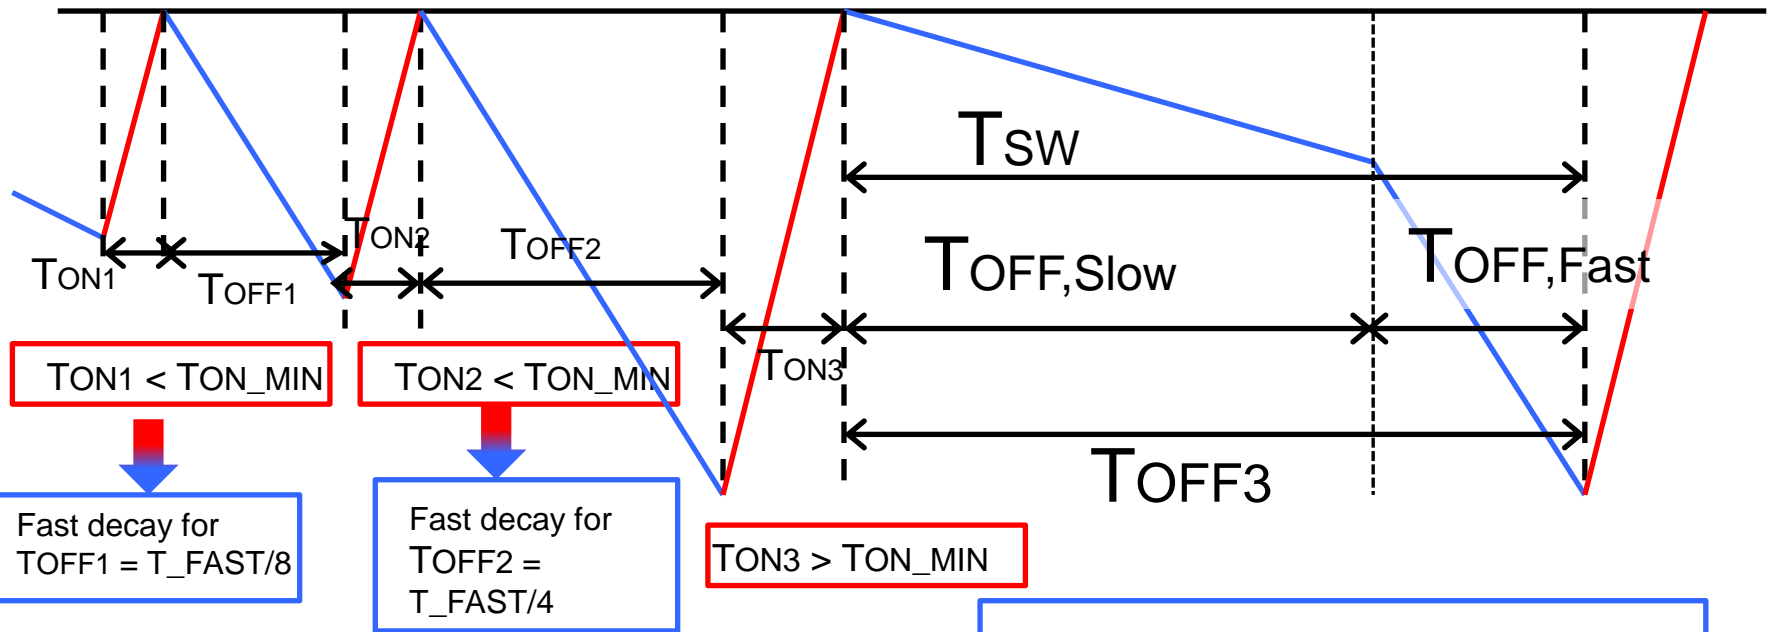 TSW
TON2
TOFF2
TOFF,Slow
TOFF,Fast
TON1
TOFF1
TON3
TON1 < TON_MIN
TON2 < TON_MIN
TOFF3
Fast decay for
TOFF1 = T_FAST/8
Fast decay for
TOFF2 =
T_FAST/4
TON3 > TON_MIN